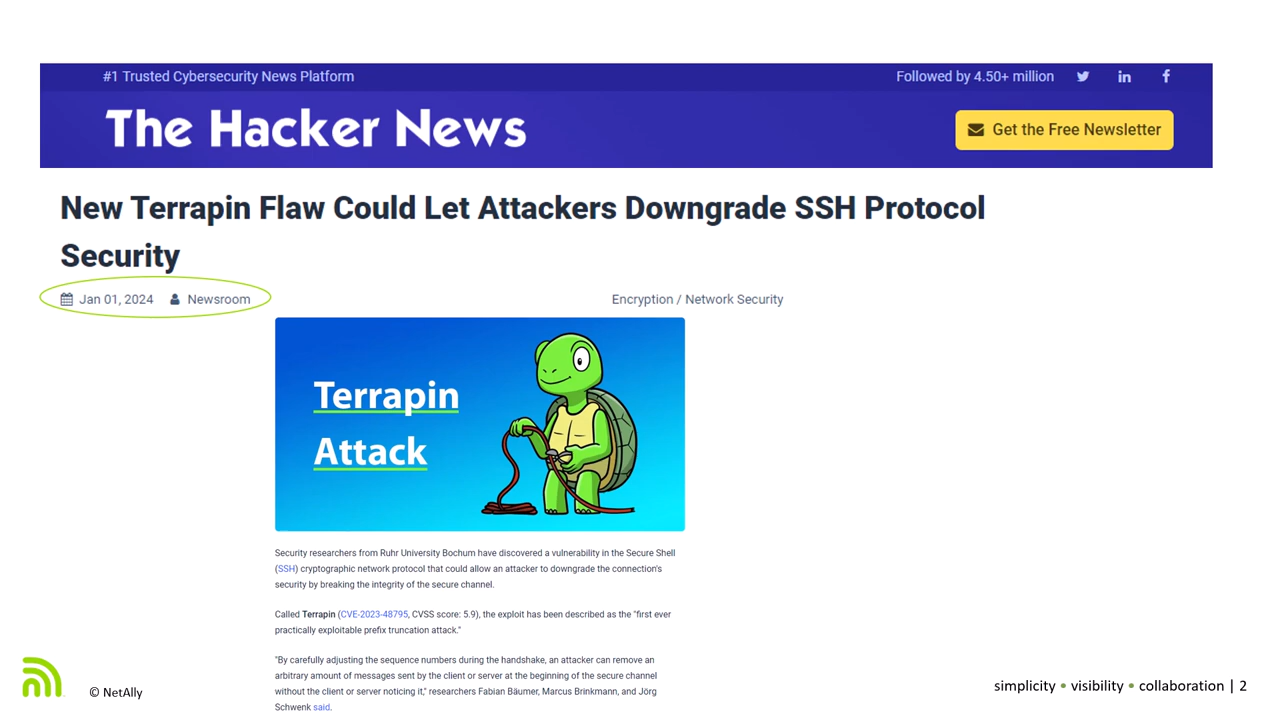 #1 Trusted Cybersecurity News Platform
Followed by 4.50+ million
The Hacker News
Get the Free Newsletter
New Terrapin Flaw Could Let Attackers Downgrade SSH Protocol
Security
Jan 01, 2024 Newsroom
Encryption / Network Security
Terrapin
Attack
Security researchers from Ruhr University Bochum have discovered a vulnerability in the Secure Shell
(SSH) cryptographic network protocol that could allow an attacker to downgrade the connection's
security by breaking the integrity of the secure channel.
Called Terrapin (CVE-2023-48795, CVSS score: 5.9), the exploit has been described as the "first ever
practically exploitable prefix truncation attack."
"By carefully adjusting the sequence numbers during the handshake, an attacker can remove an
arbitrary amount of messages sent by the client or server at the beginning of the secure channel
without the client or server noticing it," researchers Fabian Bäumer, Marcus Brinkmann, and Jörg
Schwenk said.
© NetAlly
simplicity • visibility • collaboration | 2